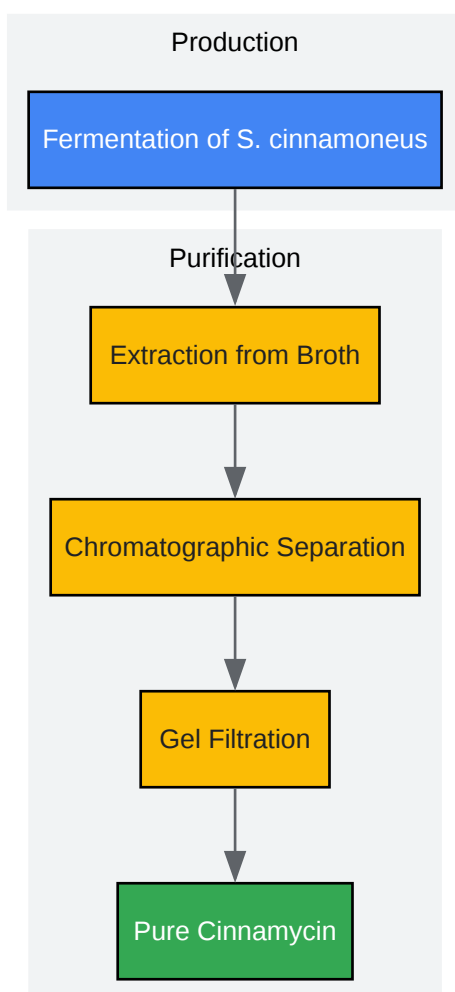 Production
Fermentation of S. cinnamoneus
Purification
Extraction from Broth
Chromatographic Separation
Gel Filtration
Pure Cinnamycin